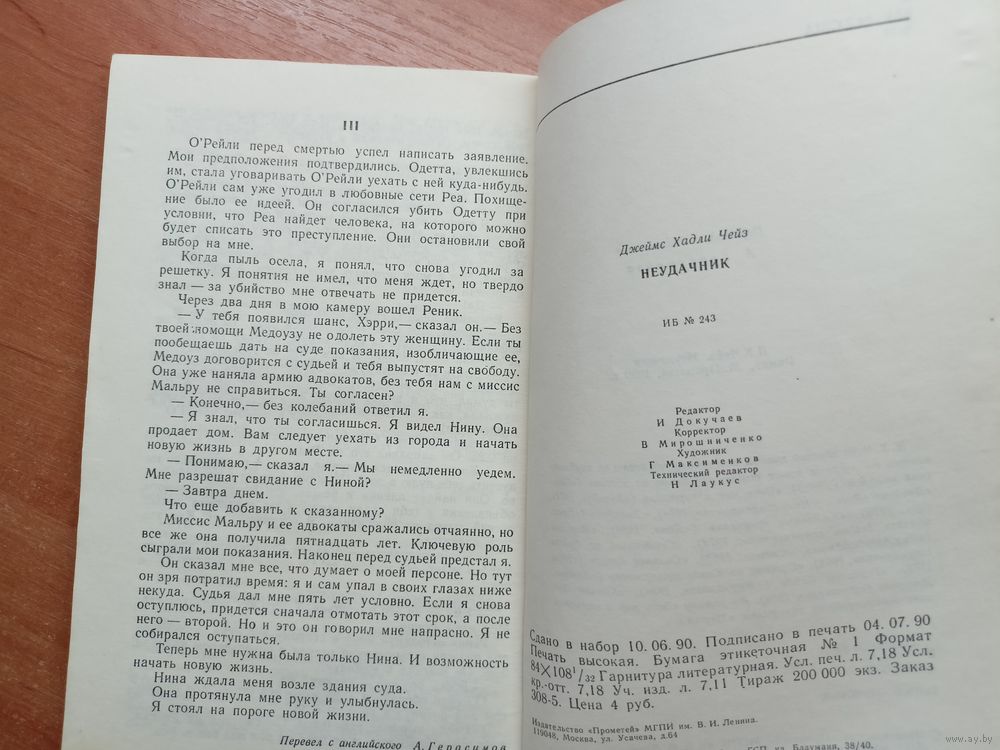 III
О’Рейли перед смертью успел написать заявление.
Мои предположения подтвердились. Одетта, увлекшись
им, стала уговаривать О’Рейли уехать с ней куда-нибудь.
О’Рейли сам уже угодил в любовные сети Реа. Похище-
ние было ее идеей. Он согласился убить Одетту при
условии, что Реа найдет человека, на которого можно
будет списать это преступление. Они остановили свой
выбор на мне.
Когда пыль осела, я понял, что снова угодил за
решетку. Я понятия не имел, что меня ждет, но твердо
знал — за убийство мне отвечать не придется.
Через два дня в мою камеру вошел Реник.
— У тебя появился шанс, Хэрри,— сказал он.— Без
твоей помощи Медоузу не одолеть эту женщину. Если ты
пообещаешь дать на суде показания, изобличающие ее,
Медоуз договорится с судьей и тебя выпустят на свободу.
Она уже наняла армию адвокатов, без тебя нам с миссис
Мальру не справиться. Ты согласен?
— Конечно,— без колебаний ответил я.
— Я знал, что ты согласишься. Я видел Нину. Она
продает дом. Вам следует уехать из города и начать
новую жизнь в другом месте.
— Понимаю,— сказал я.— Мы немедленно уедем.
Мне разрешат свидание с Ниной?
— Завтра днем.
Что еще добавить к сказанному?
Миссис Мальру и ее адвокаты сражались отчаянно, но
все же она получила пятнадцать лет. Ключевую роль
сыграли мои показания. Наконец перед судьей предстал я.
Он сказал мне все, что думает о моей персоне. Но тут
он зря потратил время: я и сам упал в своих глазах ниже
некуда. Судья дал мне пять лет условно. Если я снова
оступлюсь, придется сначала отмотать этот срок, а после
него — второй. Но и это он говорил мне напрасно. Я не
собирался оступаться.
Теперь мне нужна была только Нина. И возможность
начать новую жизнь.
Нина ждала меня возле здания суда.
Она протянула мне руку и улыбнулась.
Я стоял на пороге новой жизни.
Перевел с английского А. Герасимов
Джеймс Хадли Чейз
НЕУДАЧНИК
ИБ № 243
Редактор
И Докучаев
Корректор
В Мирошниченко
Художник
Г Максименков
Технический редактор
Н Лаукус
Сдано в набор 10. 06. 90. Подписано в печать 04. 07. 90
Печать высокая. Бумага этикеточная № 1 Формат
84×108¹/₃₂ Гарнитура литературная. Усл. печ. л. 7,18 Усл.
кр.-отт. 7,18 Уч. изд. л. 7,11 Тираж 200 000 экз. Заказ
308-5. Цена 4 руб.
Издательство «Прометей» МГПИ им. В. И. Ленина.
119048, Москва, ул. Усачева, д.64
38/40.
www.ay.by